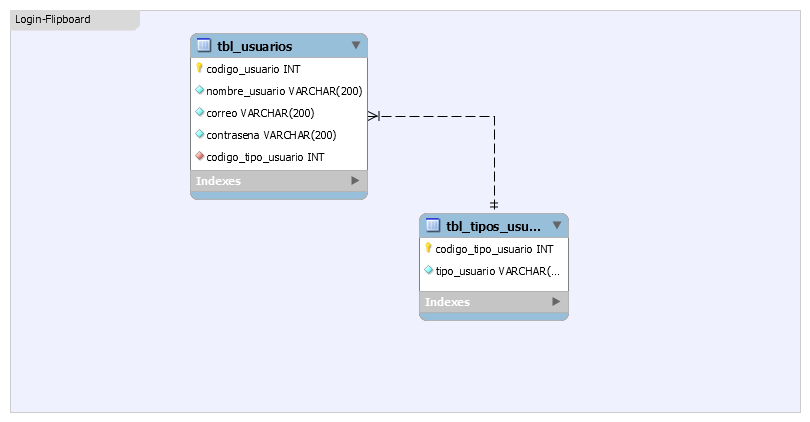 Login-Flipboard
tbl_usuarios
codigo_usuario INT
nombre_usuario VARCHAR(200)
correo VARCHAR(200)
contrasena VARCHAR(200)
codigo_tipo_usuario INT
Indexes
tbl_tipos_usu...
codigo_tipo_usuario INT
tipo_usuario VARCHAR(...
Indexes